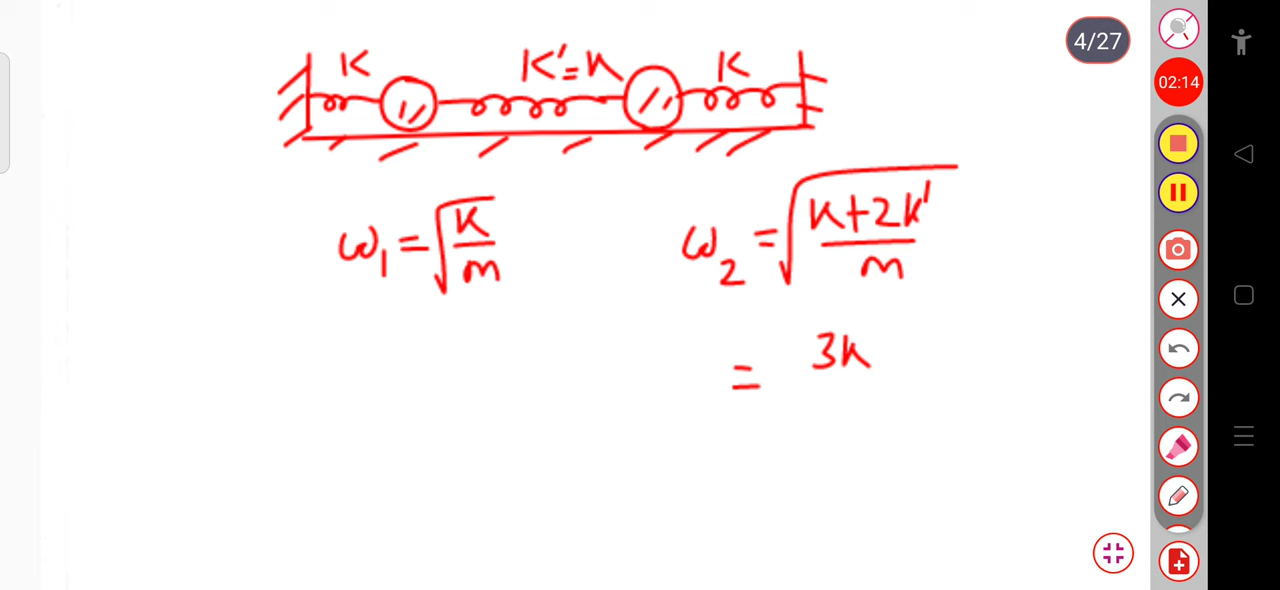 4/27
02:14
K K'=K K
ω₁ = √(K/m) ω₂ = √(K+2K'/m)
= 3K